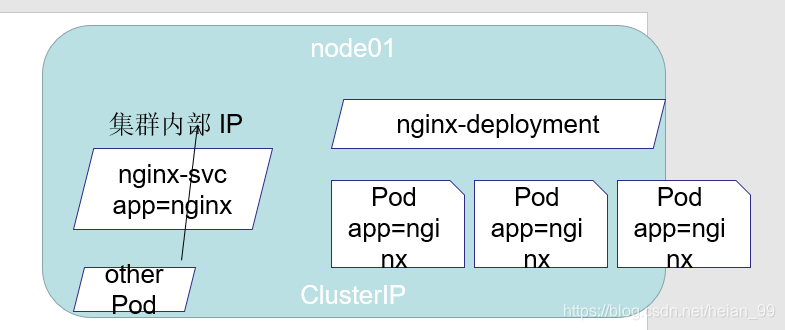 node01
集群内部 IP
nginx-deployment
nginx-svc
app=nginx
Pod
app=ngi
nx
Pod
app=ngi
nx
Pod
app=ngi
nx
other
Pod
ClusterIP
https://blog.csdn.net/heian_99